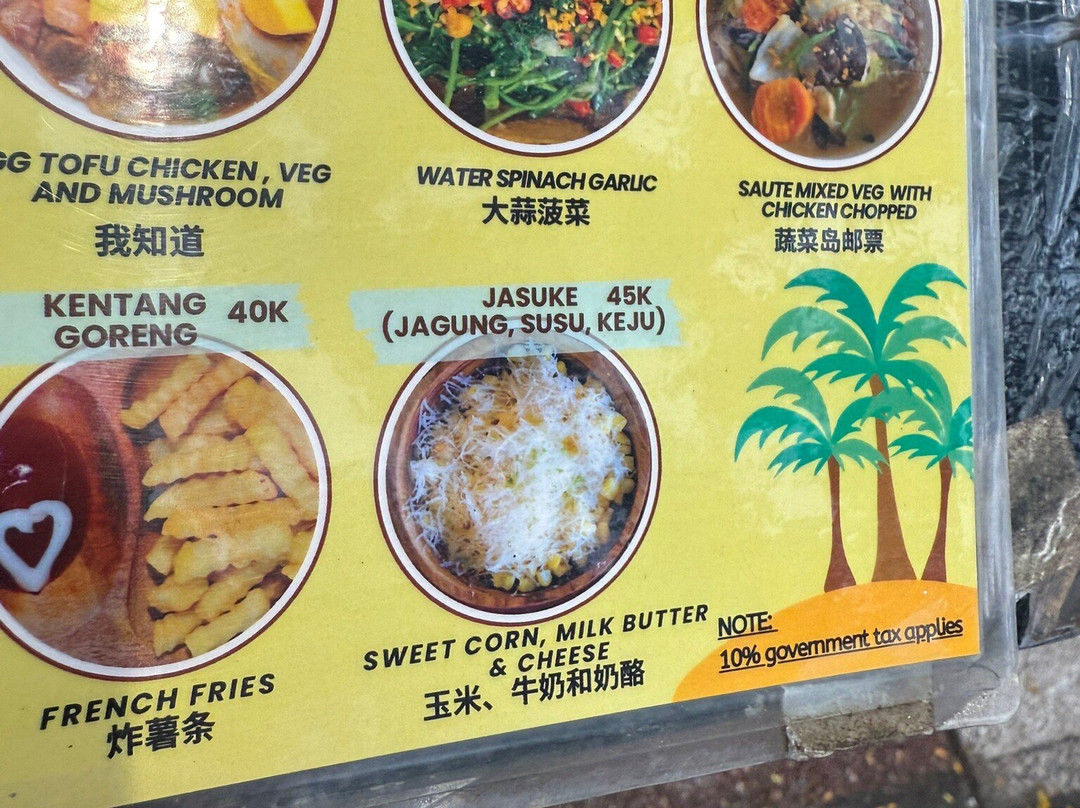 GG TOFU CHICKEN, VEG
AND MUSHROOM
我知道
WATER SPINACH GARLIC
大蒜菠菜
SAUTE MIXED VEG WITH
CHICKEN CHOPPED
蔬菜岛邮票
KENTANG
GORENG
40K
JASUKE 45K
(JAGUNG, SUSU, KEJU)
FRENCH FRIES
炸薯条
SWEET CORN, MILK BUTTER
& CHEESE
玉米、牛奶和奶酪
NOTE:
10% government tax applies